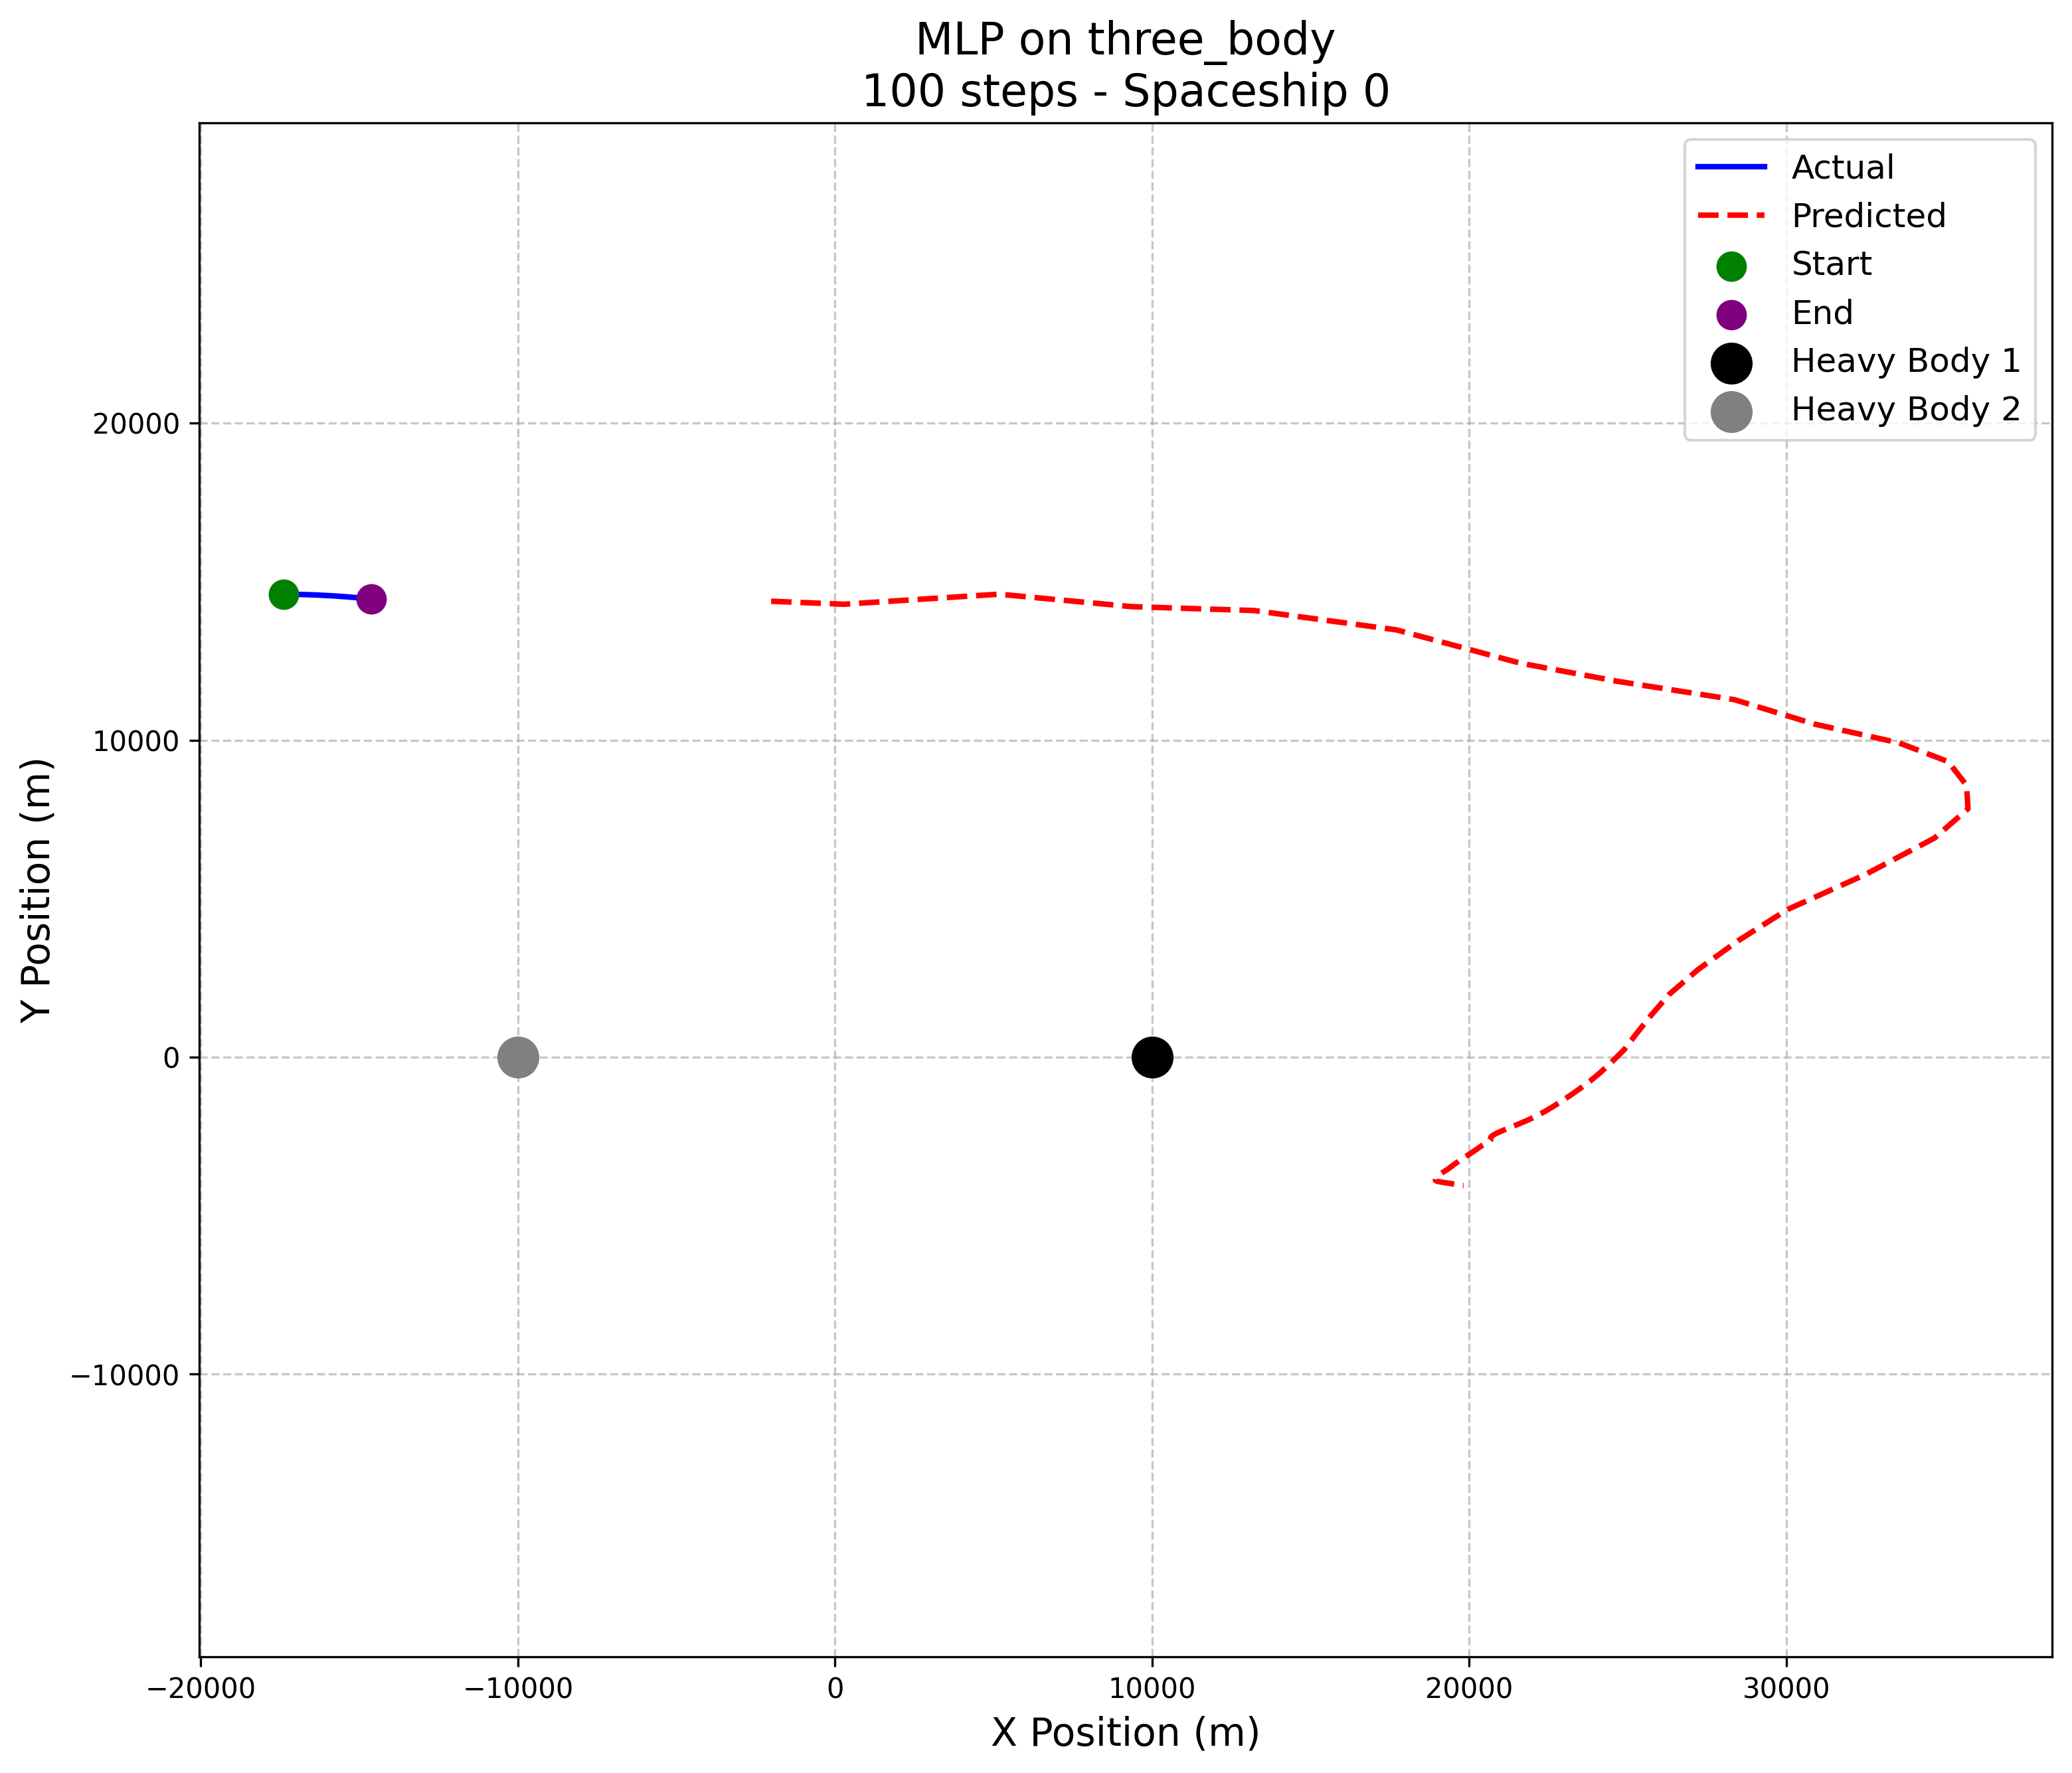 MLP on three_body
100 steps - Spaceship 0
Actual
Predicted
Start
End
Heavy Body 1
Heavy Body 2
Y Position (m)
20000
10000
0
−10000
−20000
−10000
0
10000
20000
30000
X Position (m)